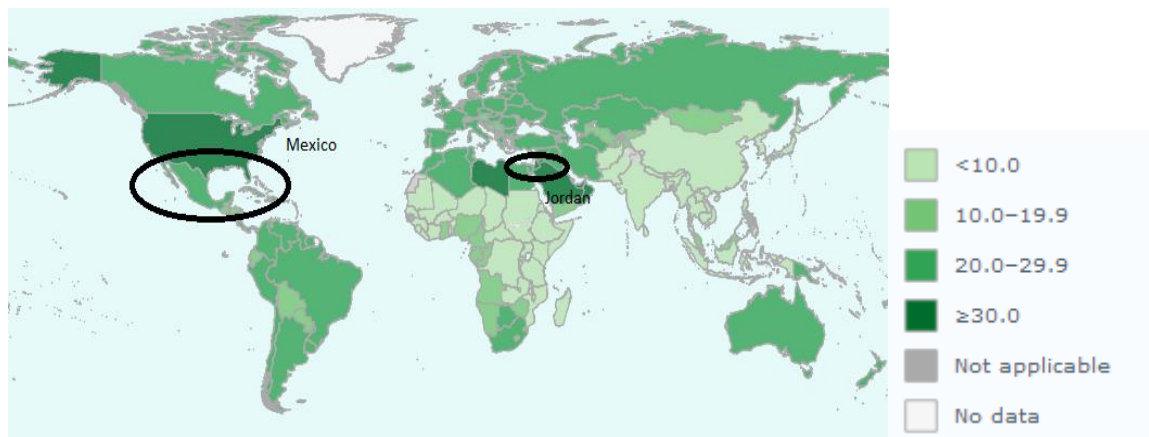 Mexico
Jordan
<10.0
10.0–19.9
20.0–29.9
≥30.0
Not applicable
No data